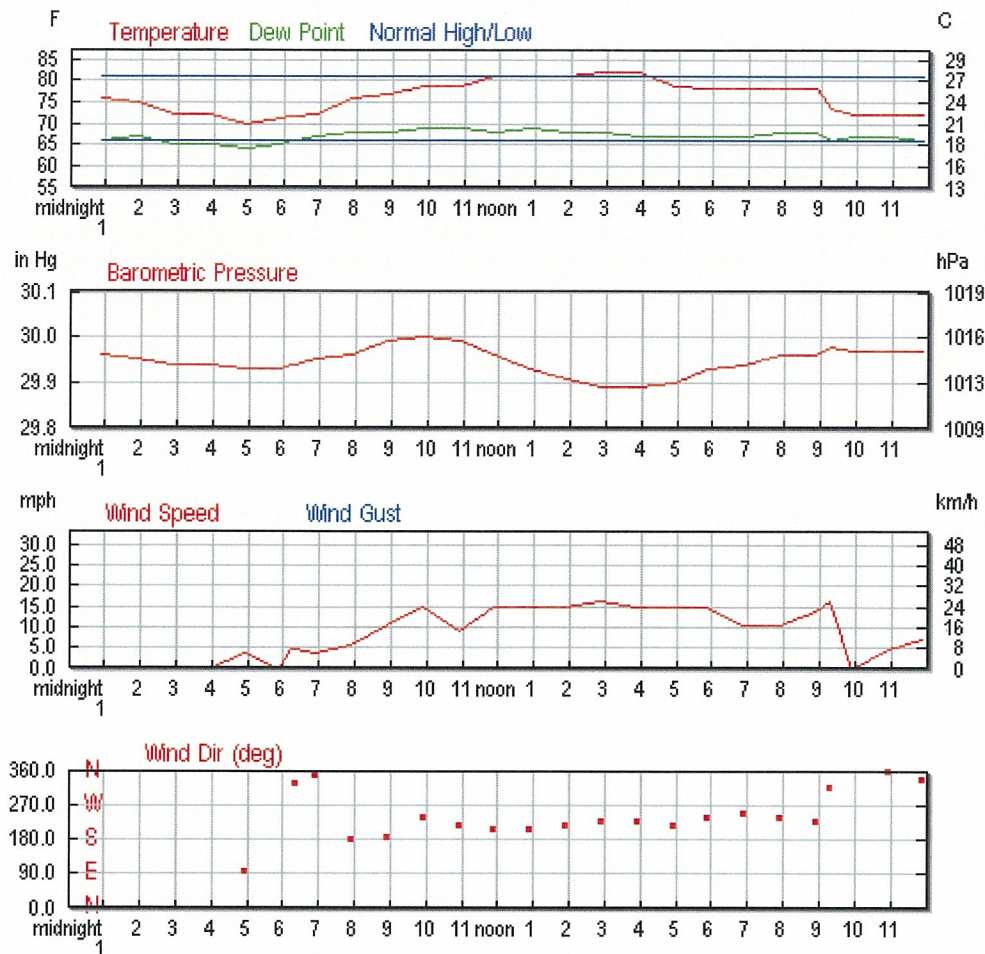 F C
Temperature Dew Point Normal High/Low
85 29
80 27
75 24
70 21
65 18
60 16
55 13
midnight 1 2 3 4 5 6 7 8 9 10 11 noon 1 2 3 4 5 6 7 8 9 10 11
in Hg hPa
Barometric Pressure
30.1 1019
30.0 1016
29.9 1013
29.8 1009
midnight 1 2 3 4 5 6 7 8 9 10 11 noon 1 2 3 4 5 6 7 8 9 10 11
mph km/h
Wind Speed Wind Gust
30.0 48
25.0 40
20.0 32
15.0 24
10.0 16
5.0 8
0.0 0
midnight 1 2 3 4 5 6 7 8 9 10 11 noon 1 2 3 4 5 6 7 8 9 10 11
Wind Dir (deg)
360.0 N
270.0 W
180.0 S
90.0 E
0.0 N
midnight 1 2 3 4 5 6 7 8 9 10 11 noon 1 2 3 4 5 6 7 8 9 10 11